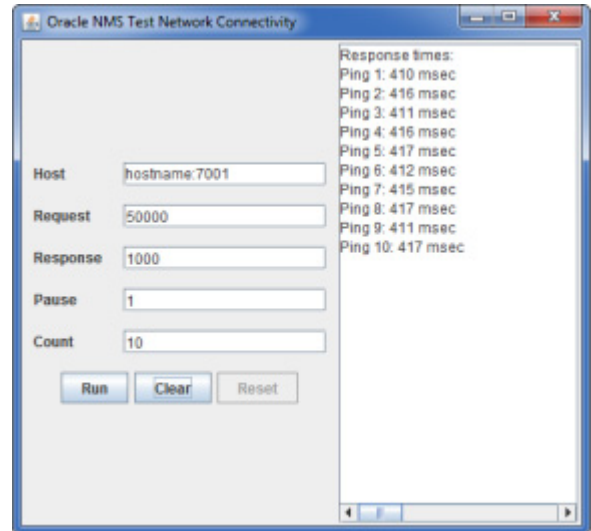 Oracle NMS Test Network Connectivity
Host
hostname:7001
Request
50000
Response
1000
Pause
1
Count
10
Run
Clear
Reset
Response times:
Ping 1: 410 msec
Ping 2: 416 msec
Ping 3: 411 msec
Ping 4: 416 msec
Ping 5: 417 msec
Ping 6: 412 msec
Ping 7: 415 msec
Ping 8: 417 msec
Ping 9: 411 msec
Ping 10: 417 msec